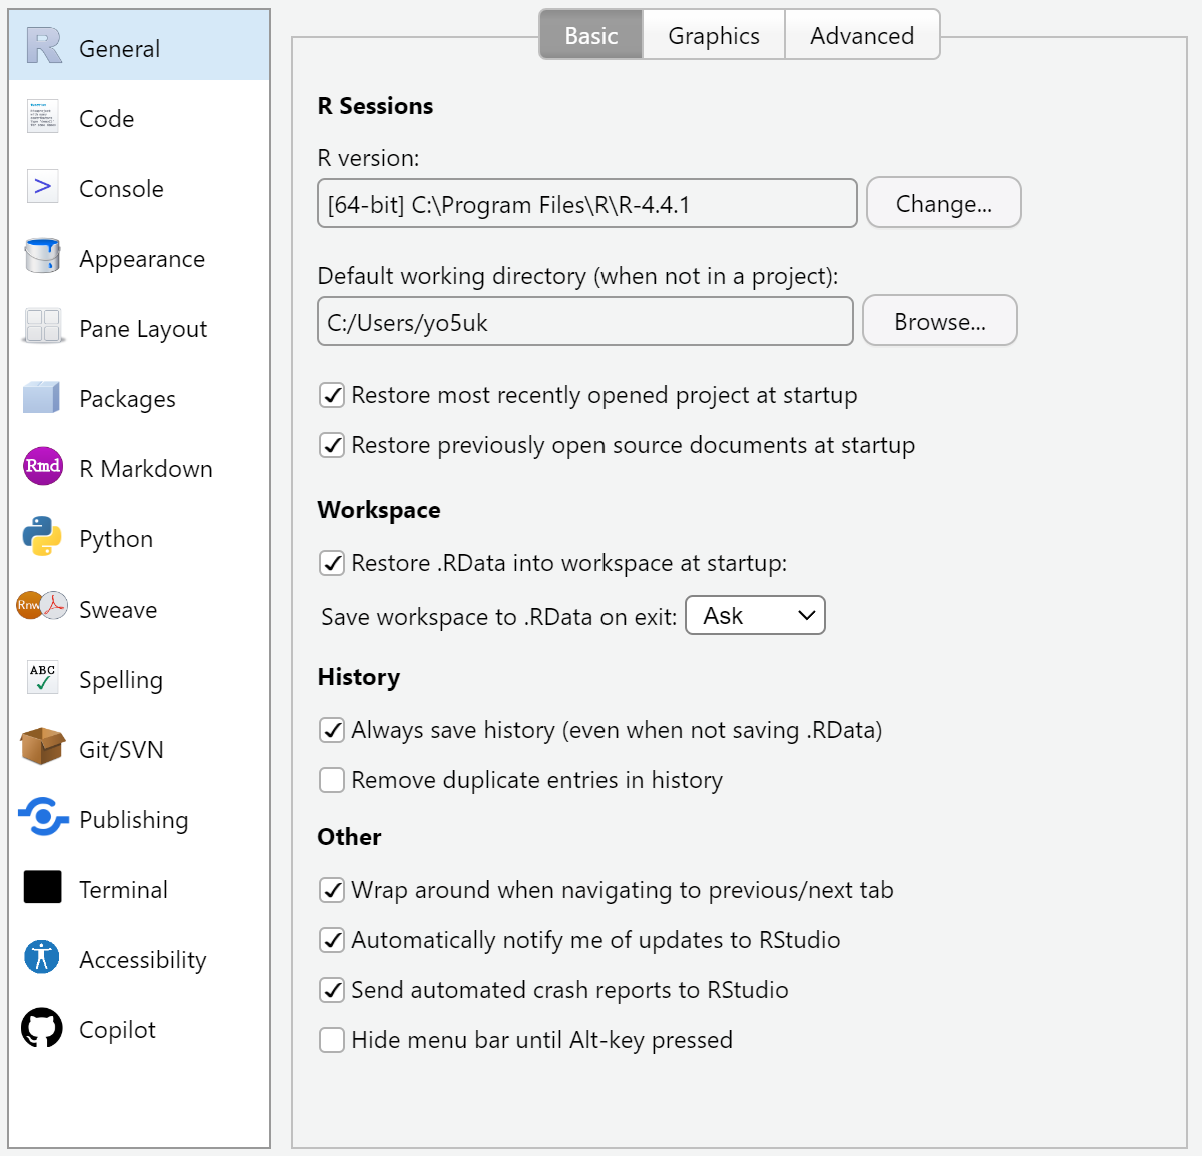 General
Code
Console
Appearance
Pane Layout
Packages
Rmd
R Markdown
Python
Rnw
Sweave
ABC
Spelling
Git/SVN
Publishing
Terminal
Accessibility
Copilot
Basic
Graphics
Advanced
R Sessions
R version:
[64-bit] C:\Program Files\R\R-4.4.1
Change...
Default working directory (when not in a project):
C:/Users/yo5uk
Browse...
Restore most recently opened project at startup
Restore previously open source documents at startup
Workspace
Restore .RData into workspace at startup:
Save workspace to .RData on exit:
Ask
History
Always save history (even when not saving .RData)
Remove duplicate entries in history
Other
Wrap around when navigating to previous/next tab
Automatically notify me of updates to RStudio
Send automated crash reports to RStudio
Hide menu bar until Alt-key pressed